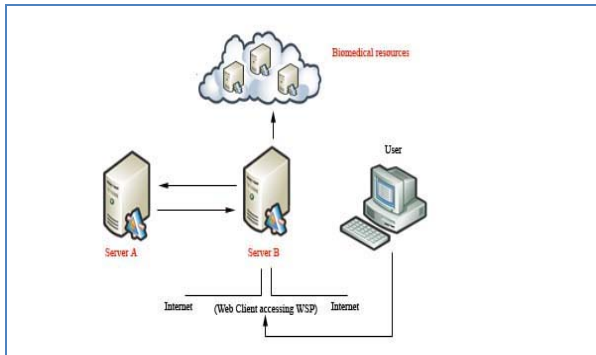 Biomedical resources
User
Server A
Server B
Internet
(Web Client accessing WSP)
Internet